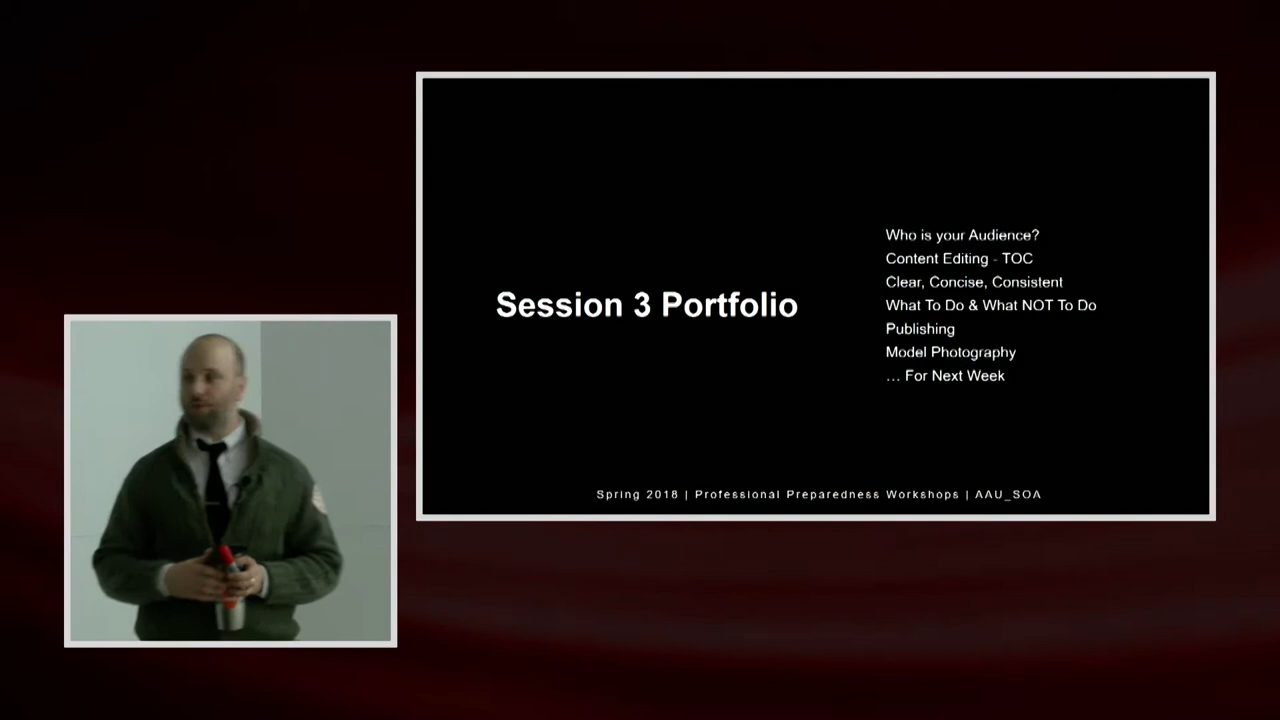 Session 3 Portfolio
Who is your Audience?
Content Editing - TOC
Clear, Concise, Consistent
What To Do & What NOT To Do
Publishing
Model Photography
… For Next Week
Spring 2018 | Professional Preparedness Workshops | AAU_SOA